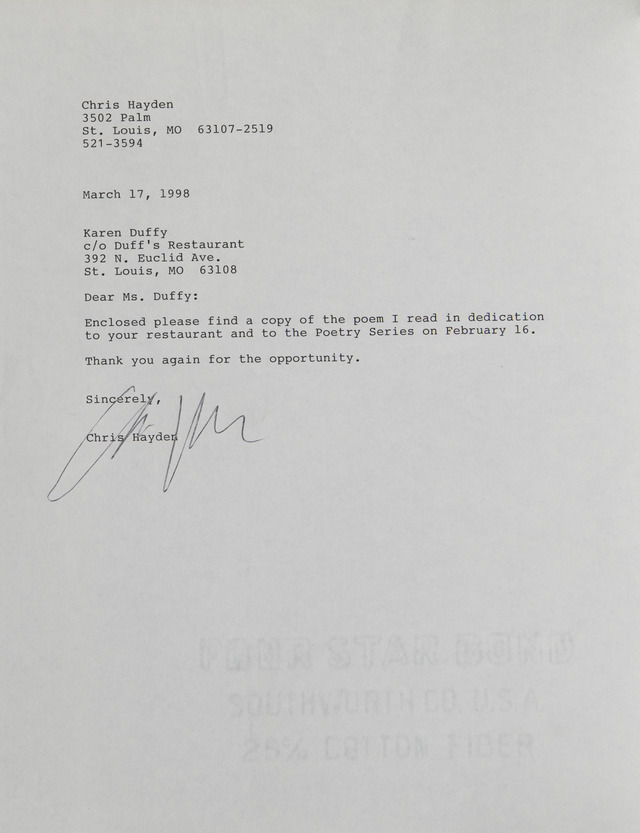 Chris Hayden
3502 Palm
St. Louis, MO  63107-2519
521-3594
March 17, 1998
Karen Duffy
c/o Duff's Restaurant
392 N. Euclid Ave.
St. Louis, MO  63108
Dear Ms. Duffy:
Enclosed please find a copy of the poem I read in dedication
to your restaurant and to the Poetry Series on February 16.
Thank you again for the opportunity.
Sincerely,
Chris Hayden
FOUR STAR BOND
SOUTHWORTH CO. U.S.A.
25% COTTON FIBER